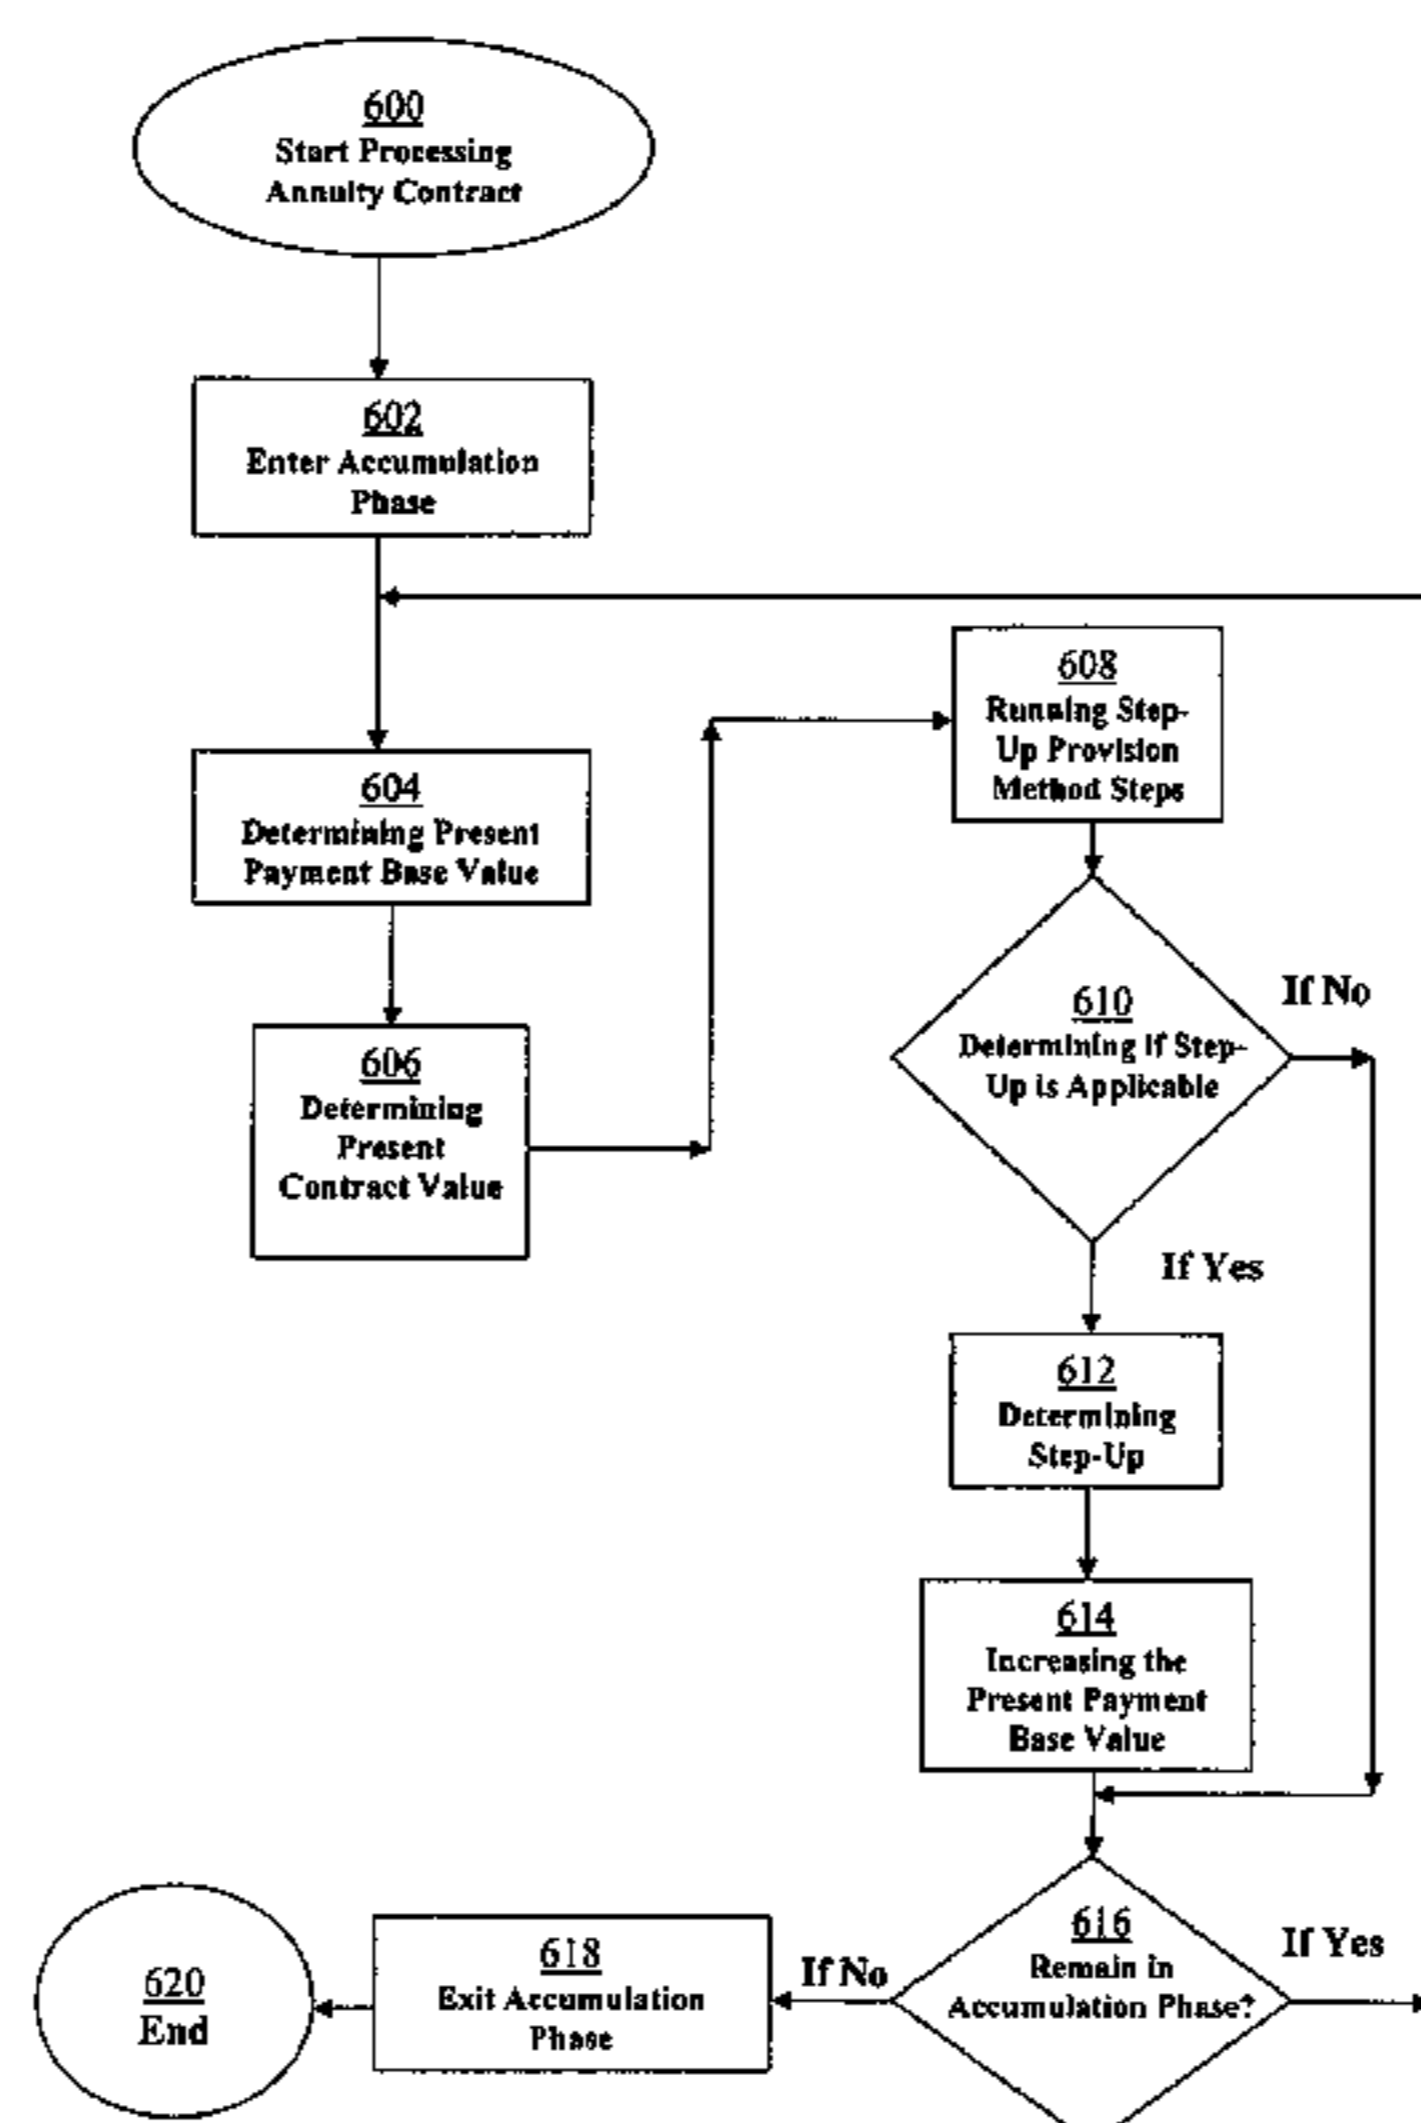 600
Start Processing
Annuity Contract
602
Enter Accumulation
Phase
604
Determining Present
Payment Base Value
606
Determining
Present
Contract Value
608
Running Step-
Up Provision
Method Steps
610
Determining if Step-
Up is Applicable
If No
If Yes
612
Determining
Step-Up
614
Increasing the
Present Payment
Base Value
616
Remain in
Accumulation Phase?
If Yes
If No
618
Exit Accumulation
Phase
620
End